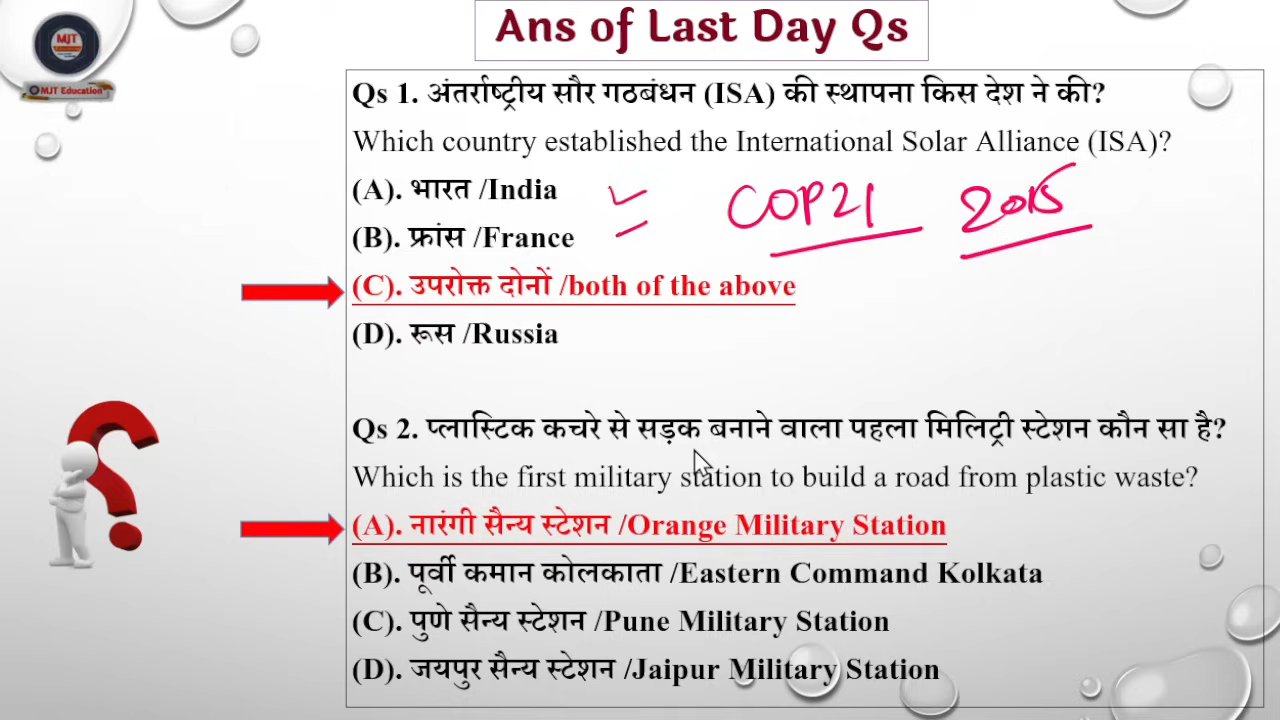 Ans of Last Day Qs
MJT
MJT Education
Qs 1. अंतर्राष्ट्रीय सौर गठबंधन (ISA) की स्थापना किस देश ने की?
Which country established the International Solar Alliance (ISA)?
(A). भारत /India
COP21 2015
(B). फ्रांस /France
(C). उपरोक्त दोनों /both of the above
(D). रूस /Russia
Qs 2. प्लास्टिक कचरे से सड़क बनाने वाला पहला मिलिट्री स्टेशन कौन सा है?
Which is the first military station to build a road from plastic waste?
(A). नारंगी सैन्य स्टेशन /Orange Military Station
(B). पूर्वी कमान कोलकाता /Eastern Command Kolkata
(C). पुणे सैन्य स्टेशन /Pune Military Station
(D). जयपुर सैन्य स्टेशन /Jaipur Military Station